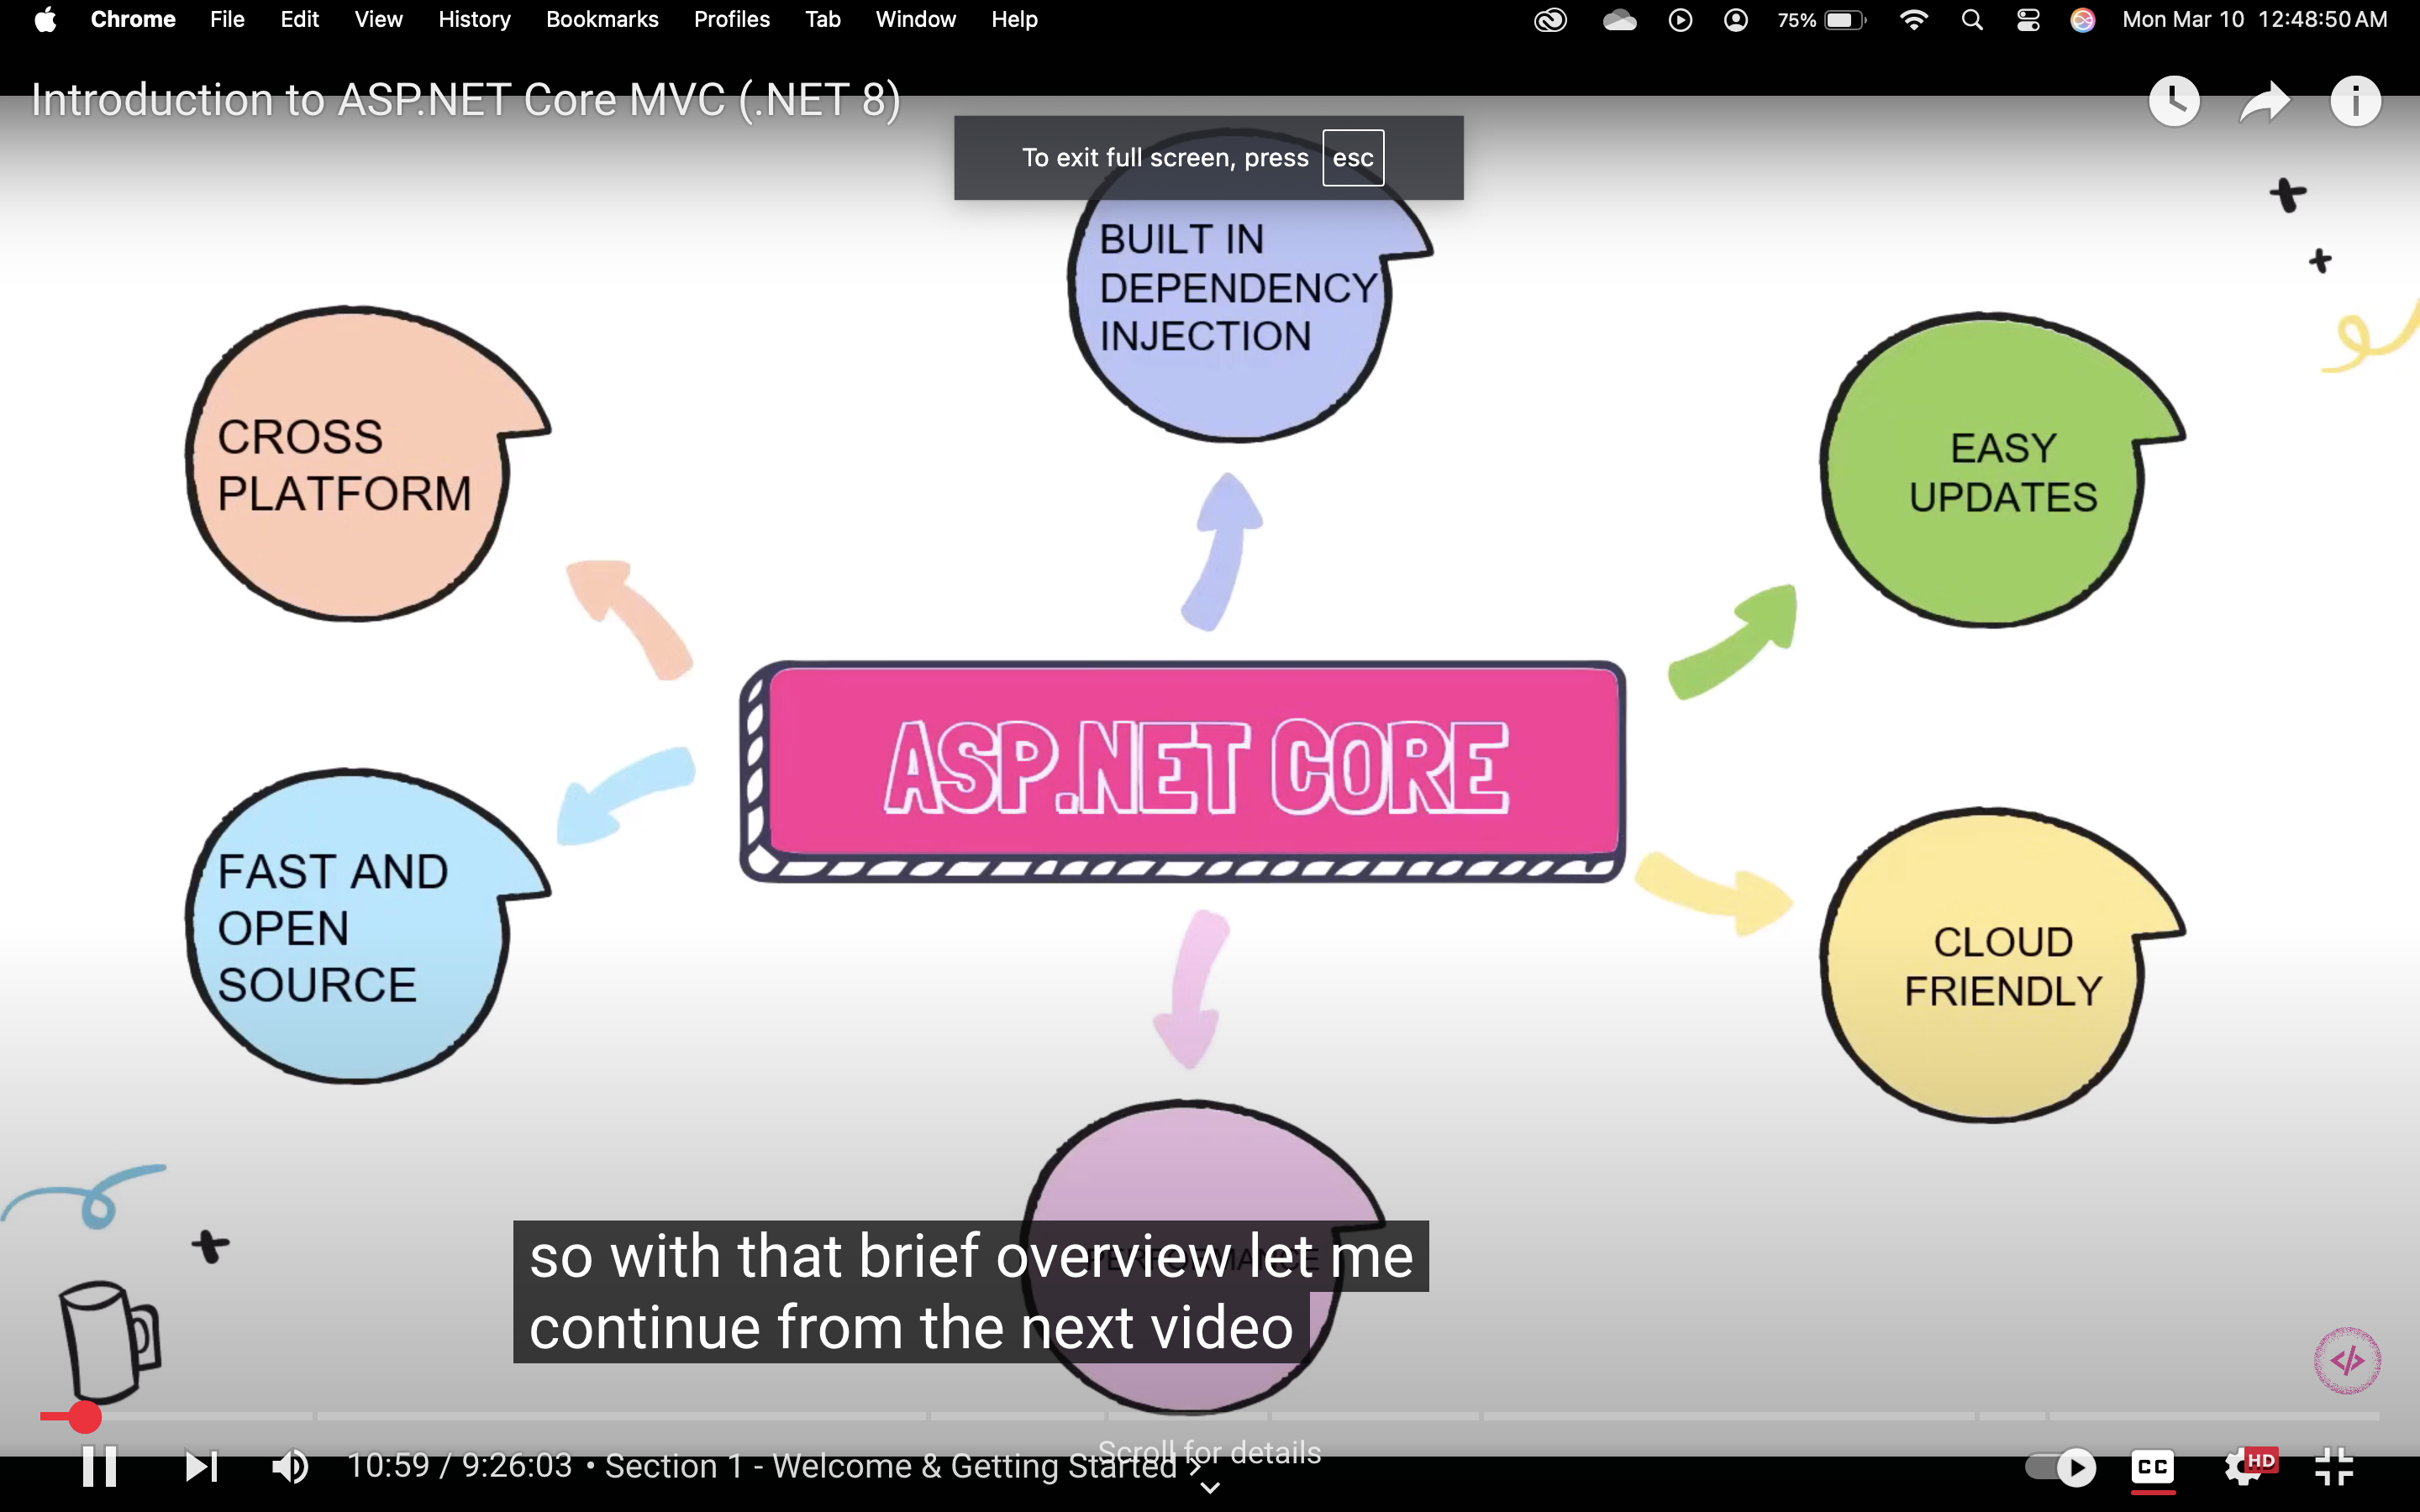 Chrome File Edit View History Bookmarks Profiles Tab Window Help 75% Mon Mar 10 12:48:50 AM
Introduction to ASP.NET Core MVC (.NET 8)
To exit full screen, press esc
BUILT IN
DEPENDENCY
INJECTION
CROSS
PLATFORM
EASY
UPDATES
ASP.NET CORE
FAST AND
OPEN
SOURCE
CLOUD
FRIENDLY
PERFORMANCE
so with that brief overview let me
continue from the next video
</>
Scroll for details
10:59 / 9:26:03 • Section 1 - Welcome & Getting Started >
CC
HD